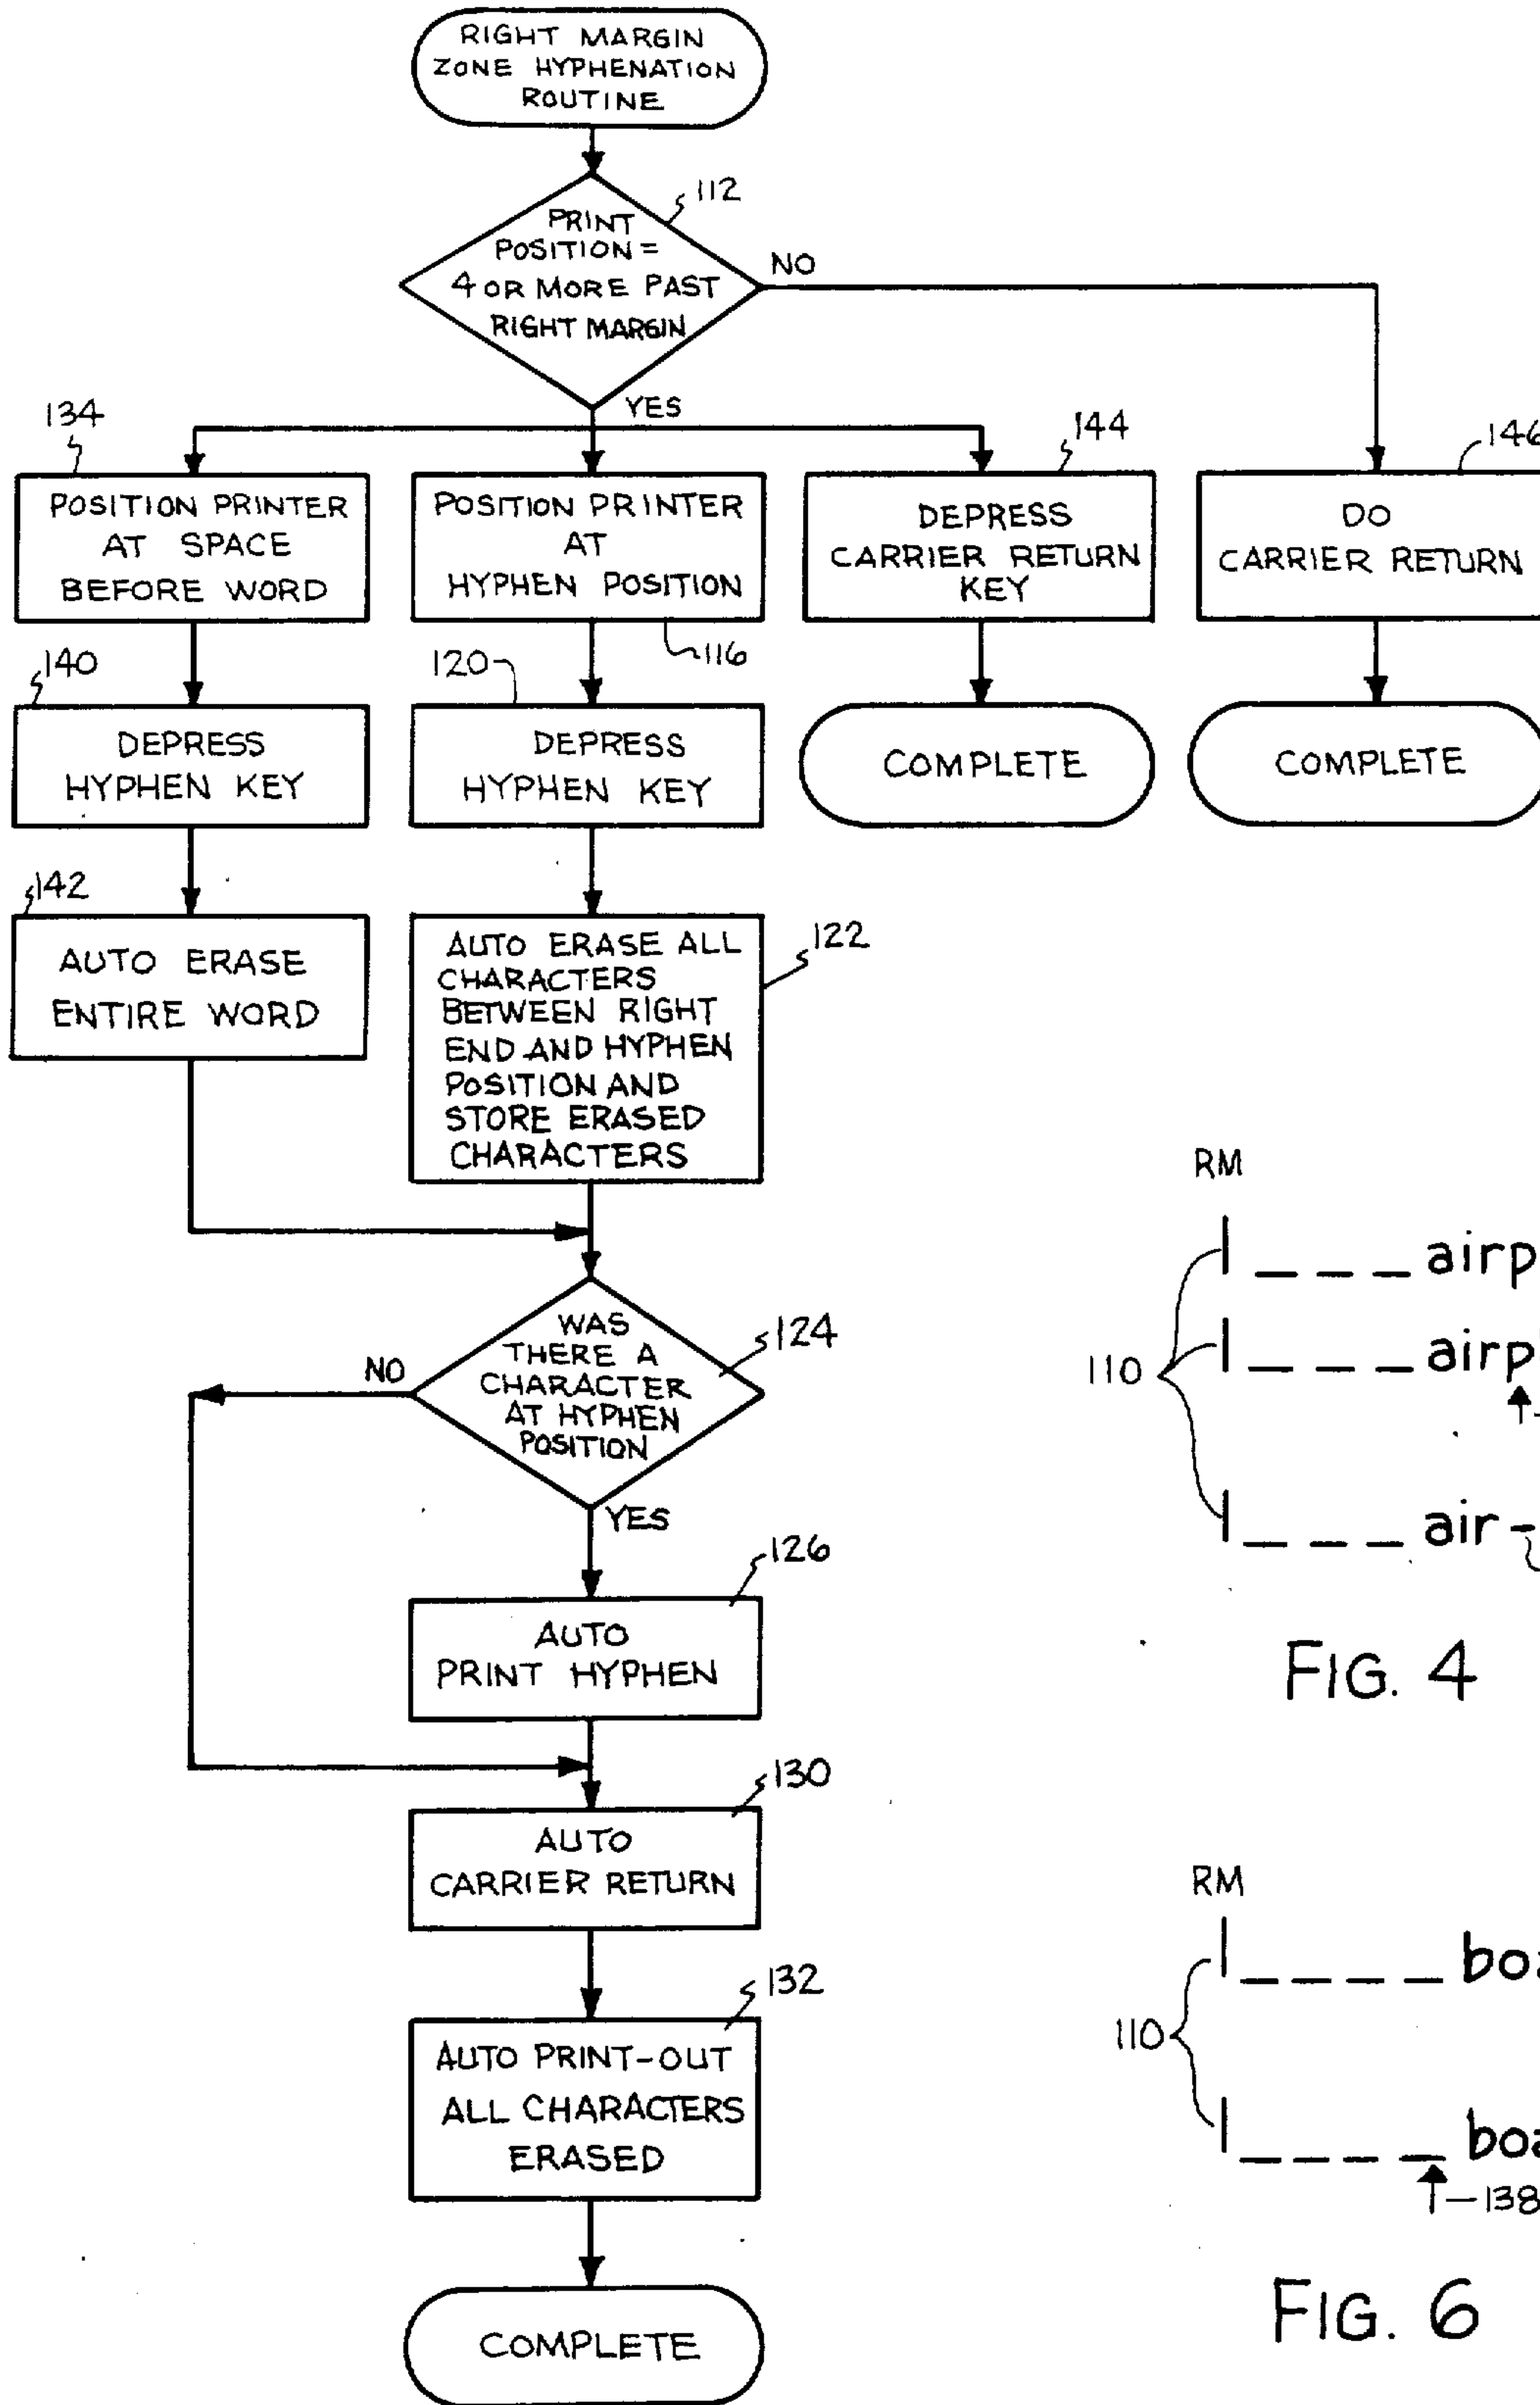 RIGHT MARGIN
ZONE HYPHENATION
ROUTINE
112
PRINT
POSITION =
4 OR MORE PAST
RIGHT MARGIN
NO
YES
134
POSITION PRINTER
AT SPACE
BEFORE WORD
POSITION PRINTER
AT
HYPHEN POSITION
116
144
DEPRESS
CARRIER RETURN
KEY
146
DO
CARRIER RETURN
140
DEPRESS
HYPHEN KEY
120
DEPRESS
HYPHEN KEY
COMPLETE
COMPLETE
142
AUTO ERASE
ENTIRE WORD
122
AUTO ERASE ALL
CHARACTERS
BETWEEN RIGHT
END AND HYPHEN
POSITION AND
STORE ERASED
CHARACTERS
124
WAS
THERE A
CHARACTER
AT HYPHEN
POSITION
NO
YES
126
AUTO
PRINT HYPHEN
130
AUTO
CARRIER RETURN
132
AUTO PRINT-OUT
ALL CHARACTERS
ERASED
COMPLETE
RM
110
_ _ _ airp
_ _ _ airp
_ _ _ air-
FIG. 4
RM
110
_ _ _ _ boa
_ _ _ _ boa
138
FIG. 6